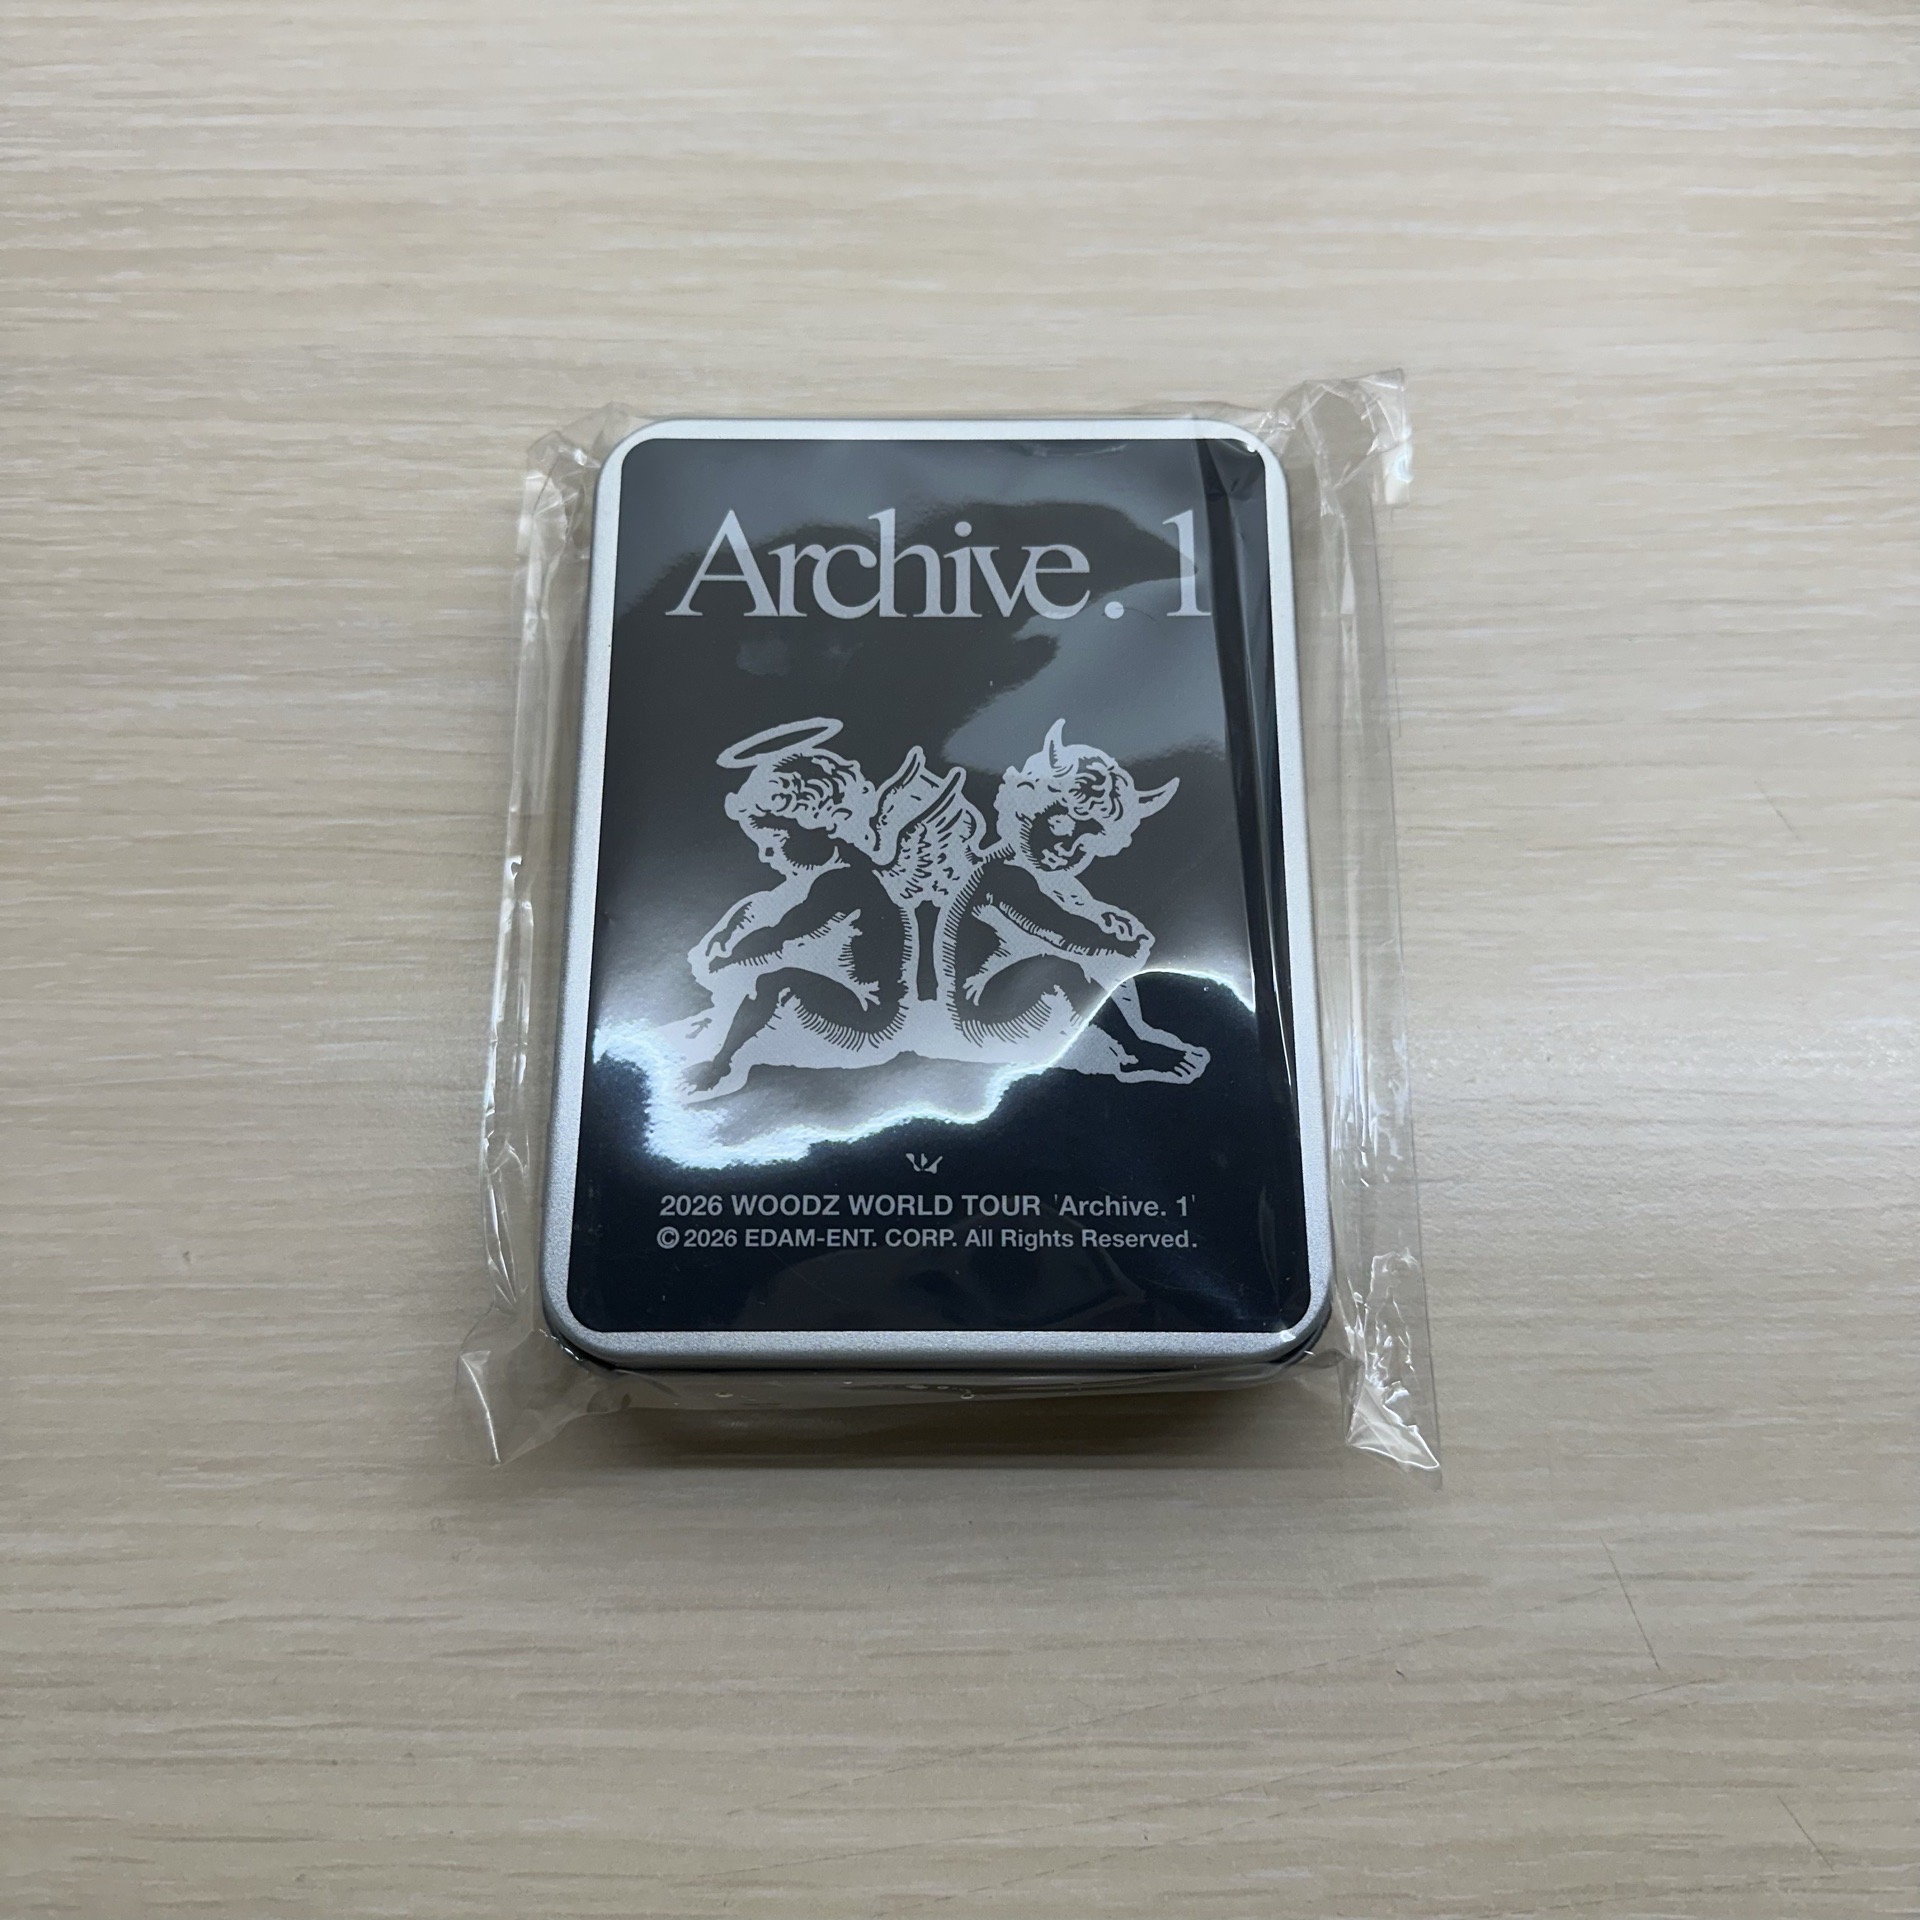 Archive. 1
2026 WOODZ WORLD TOUR 'Archive. 1'
© 2026 EDAM-ENT. CORP. All Rights Reserved.